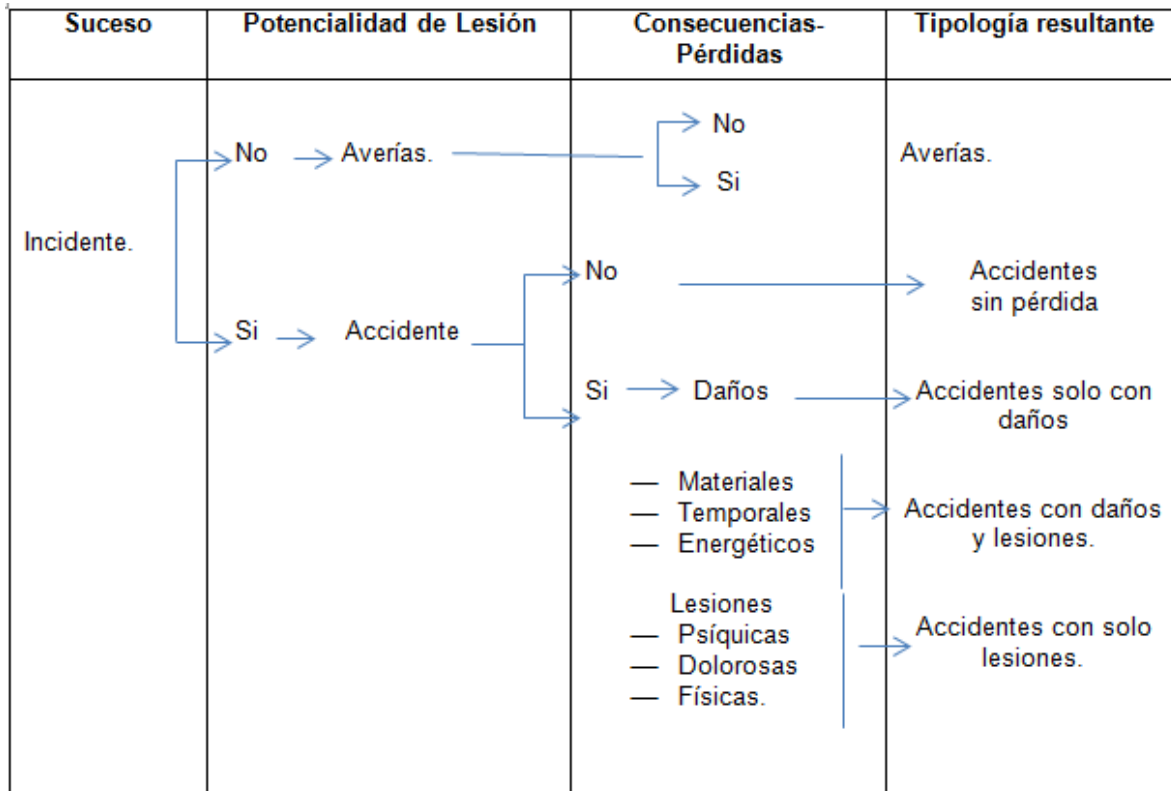 Suceso
Potencialidad de Lesión
Consecuencias-
Pérdidas
Tipología resultante
Incidente.
No
Averías.
No
Si
Averías.
Si
Accidente
No
Accidentes
sin pérdida
Si
Daños
Accidentes solo con
daños
— Materiales
— Temporales
— Energéticos
Accidentes con daños
y lesiones.
Lesiones
— Psíquicas
— Dolorosas
— Físicas.
Accidentes con solo
lesiones.